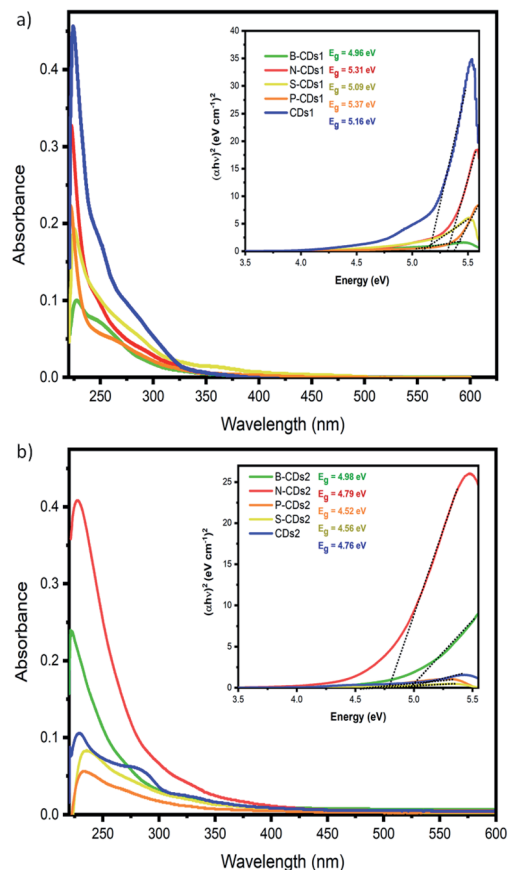 a)
B-CDs1 Eg = 4.96 eV
N-CDs1 Eg = 5.31 eV
S-CDs1 Eg = 5.09 eV
P-CDs1 Eg = 5.37 eV
CDs1 Eg = 5.16 eV
(αhν)² (eV cm⁻¹)²
40
35
30
25
20
15
10
5
0
3.5 4.0 4.5 5.0 5.5
Energy (eV)
Absorbance
0.4
0.3
0.2
0.1
0.0
250 300 350 400 450 500 550 600
Wavelength (nm)
b)
B-CDs2 Eg = 4.98 eV
N-CDs2 Eg = 4.79 eV
P-CDs2 Eg = 4.52 eV
S-CDs2 Eg = 4.56 eV
CDs2 Eg = 4.76 eV
(αhν)² (eV cm⁻¹)²
25
20
15
10
5
0
3.5 4.0 4.5 5.0 5.5
Energy (eV)
Absorbance
0.4
0.3
0.2
0.1
0.0
250 300 350 400 450 500 550 600
Wavelength (nm)